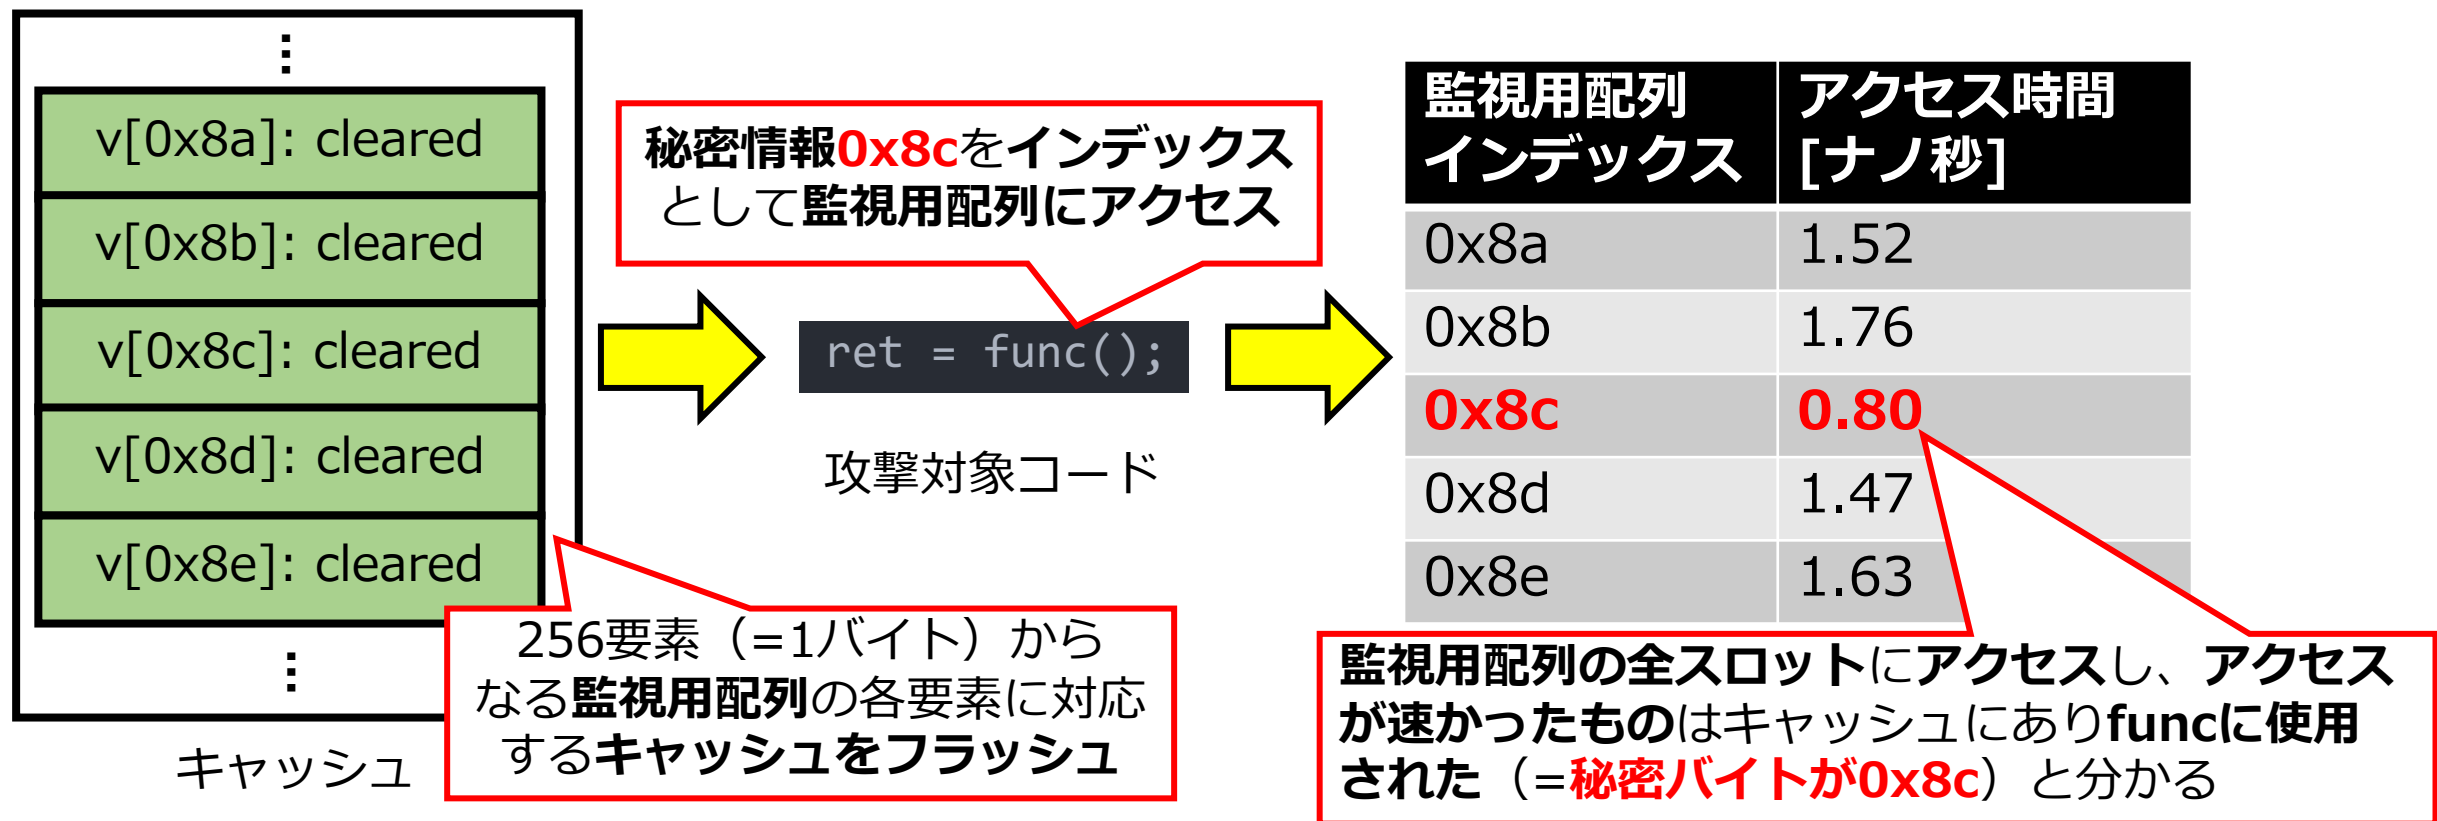 ⋮
v[0x8a]: cleared
v[0x8b]: cleared
v[0x8c]: cleared
v[0x8d]: cleared
v[0x8e]: cleared
⋮
キャッシュ
256要素（=1バイト）から
なる監視用配列の各要素に対応
するキャッシュをフラッシュ
秘密情報0x8cをインデックス
として監視用配列にアクセス
ret = func();
攻撃対象コード
監視用配列
インデックス
アクセス時間
[ナノ秒]
0x8a 1.52
0x8b 1.76
0x8c 0.80
0x8d 1.47
0x8e 1.63
監視用配列の全スロットにアクセスし、アクセス
が速かったものはキャッシュにありfuncに使用
された（=秘密バイトが0x8c）と分かる